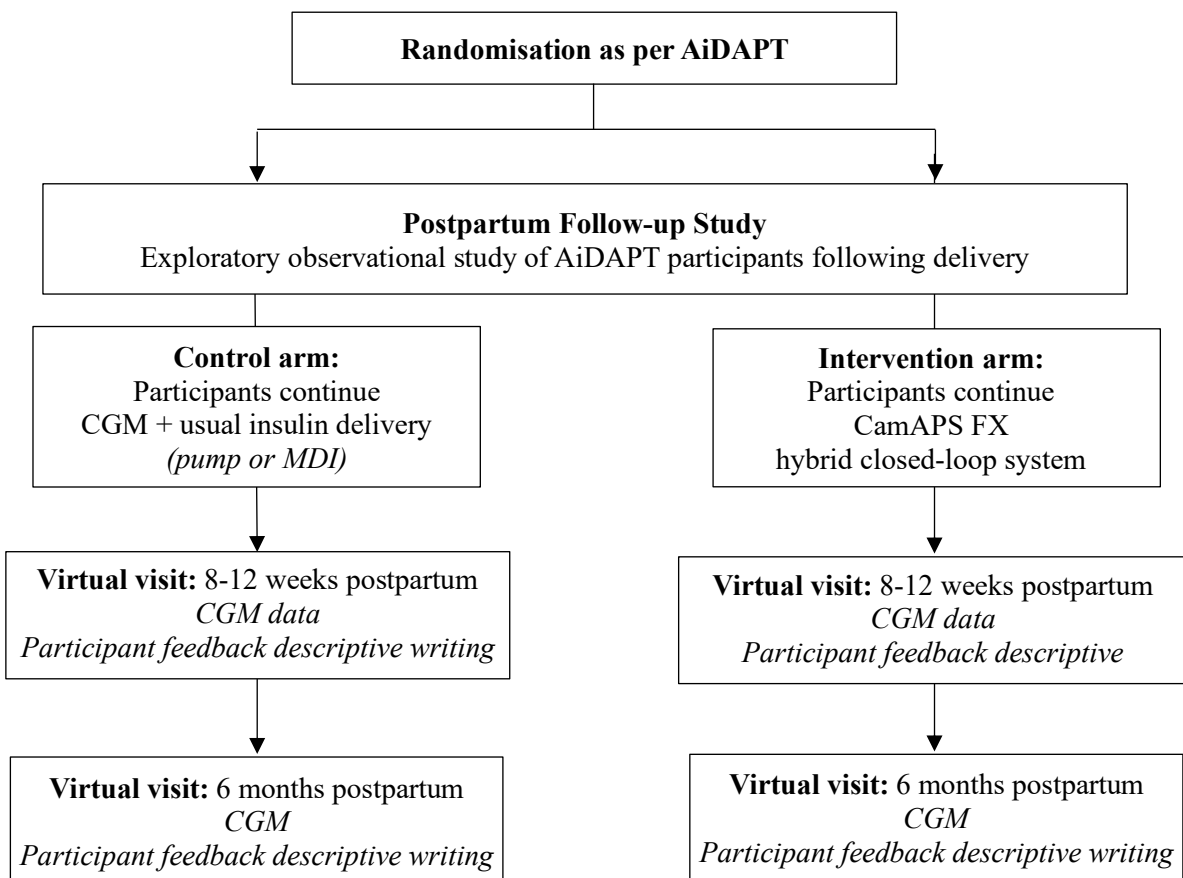 Randomisation as per AiDAPT
Postpartum Follow-up Study
Exploratory observational study of AiDAPT participants following delivery
Control arm:
Participants continue
CGM + usual insulin delivery
(pump or MDI)
Intervention arm:
Participants continue
CamAPS FX
hybrid closed-loop system
Virtual visit: 8-12 weeks postpartum
CGM data
Participant feedback descriptive writing
Virtual visit: 8-12 weeks postpartum
CGM data
Participant feedback descriptive
Virtual visit: 6 months postpartum
CGM
Participant feedback descriptive writing
Virtual visit: 6 months postpartum
CGM
Participant feedback descriptive writing